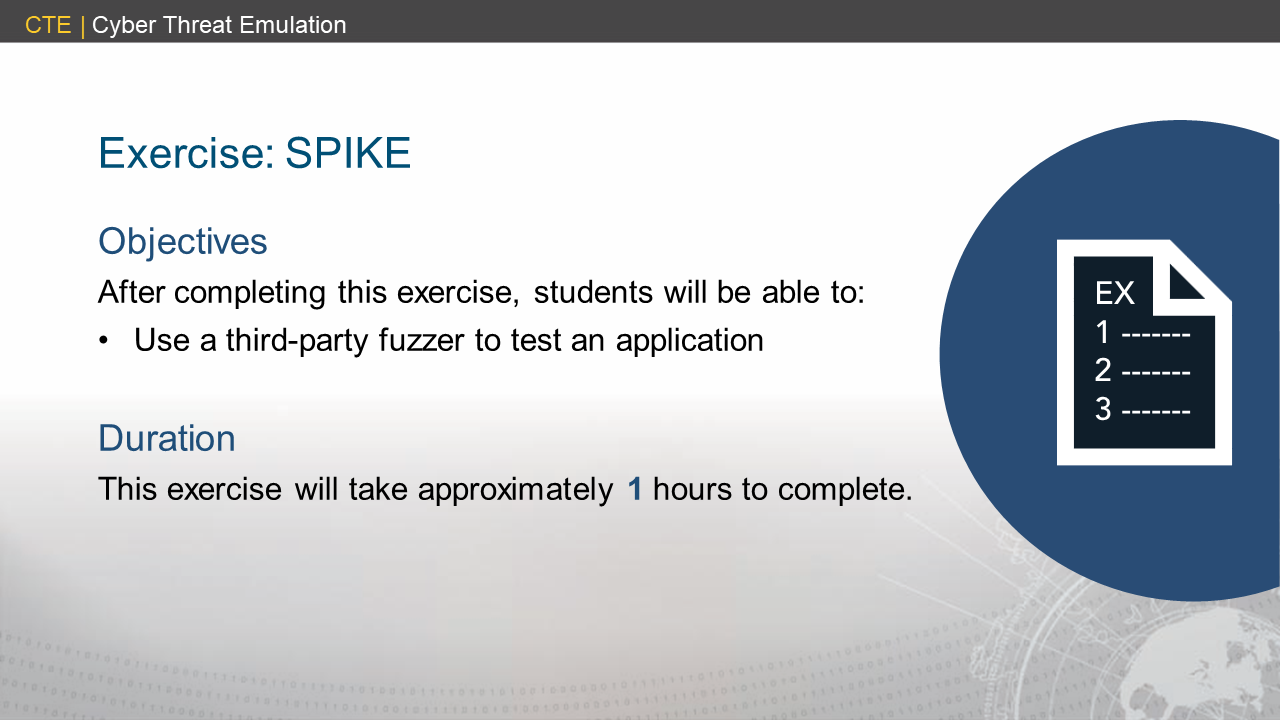 CTE | Cyber Threat Emulation
Exercise: SPIKE
Objectives
After completing this exercise, students will be able to:
• Use a third-party fuzzer to test an application
Duration
This exercise will take approximately 1 hours to complete.
EX
1 -------
2 -------
3 -------